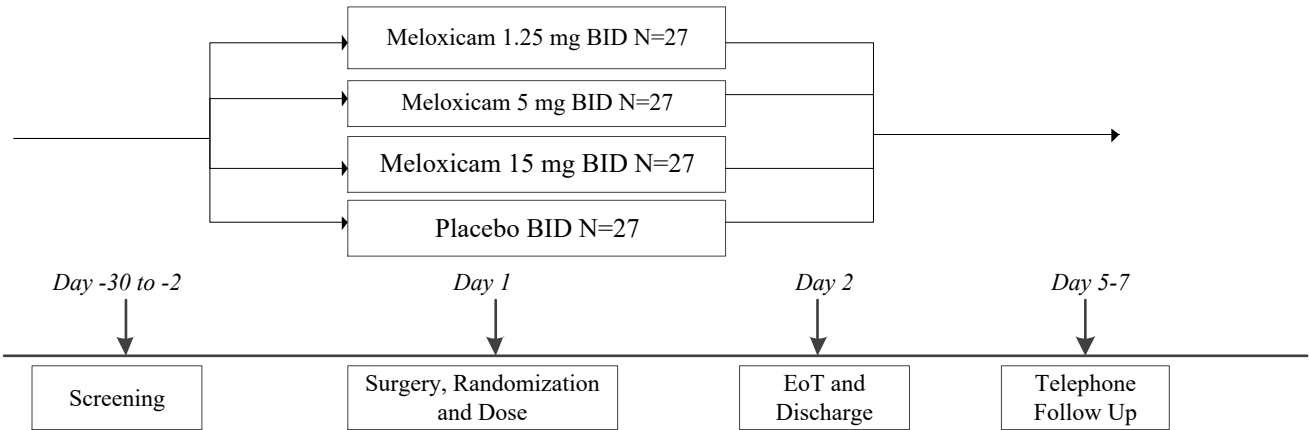 Meloxicam 1.25 mg BID N=27
Meloxicam 5 mg BID N=27
Meloxicam 15 mg BID N=27
Placebo BID N=27
Day -30 to -2
Day 1
Day 2
Day 5-7
Screening
Surgery, Randomization
and Dose
EoT and
Discharge
Telephone
Follow Up